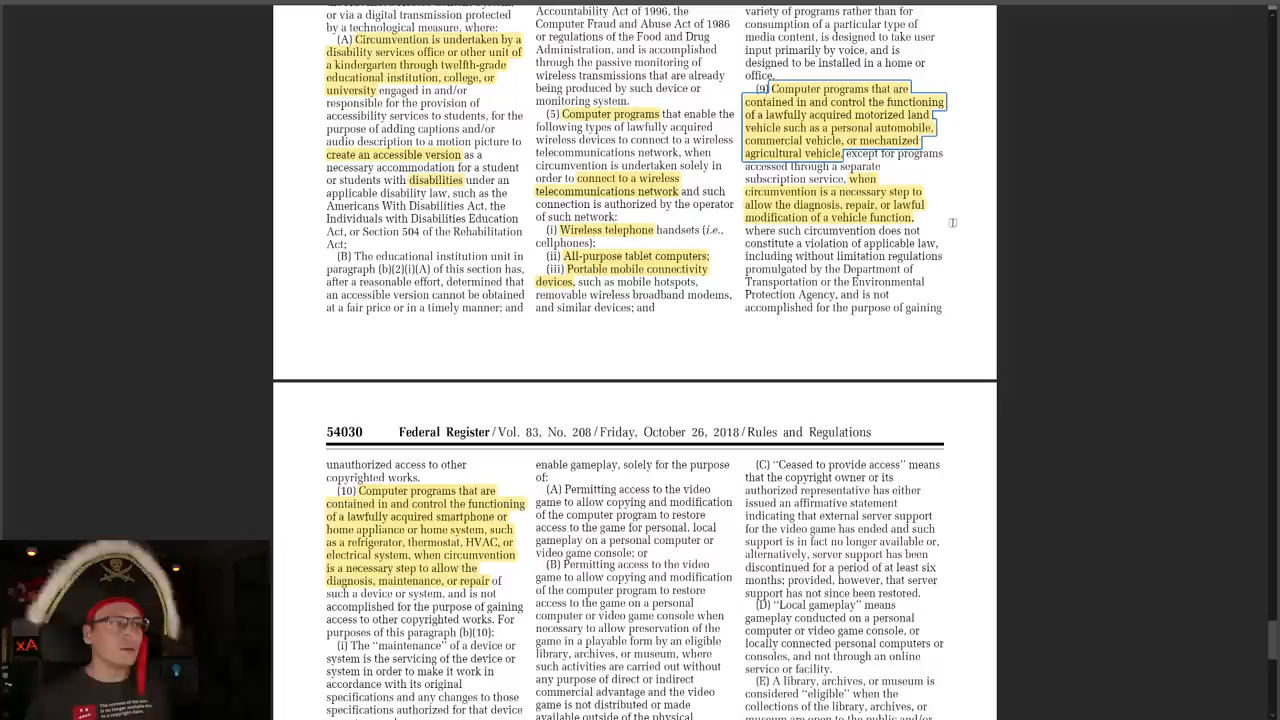 or via a digital transmission protected
by a technological measure, where:
(A) Circumvention is undertaken by a
disability services office or other unit of
a kindergarten through twelfth-grade
educational institution, college, or
university engaged in and/or
responsible for the provision of
accessibility services to students, for the
purpose of adding captions and/or
audio description to a motion picture to
create an accessible version as a
necessary accommodation for a student
or students with disabilities under an
applicable disability law, such as the
Americans With Disabilities Act, the
Individuals with Disabilities Education
Act, or Section 504 of the Rehabilitation
Act;
(B) The educational institution unit in
paragraph (b)(2)(i)(A) of this section has,
after a reasonable effort, determined that
an accessible version cannot be obtained
at a fair price or in a timely manner; and
Accountability Act of 1996, the
Computer Fraud and Abuse Act of 1986
or regulations of the Food and Drug
Administration, and is accomplished
through the passive monitoring of
wireless transmissions that are already
being produced by such device or
monitoring system.
(5) Computer programs that enable the
following types of lawfully acquired
wireless devices to connect to a wireless
telecommunications network, when
circumvention is undertaken solely in
order to connect to a wireless
telecommunications network and such
connection is authorized by the operator
of such network:
(i) Wireless telephone handsets (i.e.,
cellphones);
(ii) All-purpose tablet computers;
(iii) Portable mobile connectivity
devices, such as mobile hotspots,
removable wireless broadband modems,
and similar devices; and
variety of programs rather than for
consumption of a particular type of
media content, is designed to take user
input primarily by voice, and is
designed to be installed in a home or
office.
(9) Computer programs that are
contained in and control the functioning
of a lawfully acquired motorized land
vehicle such as a personal automobile,
commercial vehicle, or mechanized
agricultural vehicle, except for programs
accessed through a separate
subscription service, when
circumvention is a necessary step to
allow the diagnosis, repair, or lawful
modification of a vehicle function,
where such circumvention does not
constitute a violation of applicable law,
including without limitation regulations
promulgated by the Department of
Transportation or the Environmental
Protection Agency, and is not
accomplished for the purpose of gaining
54030 Federal Register/Vol. 83, No. 208/Friday, October 26, 2018/Rules and Regulations
unauthorized access to other
copyrighted works.
(10) Computer programs that are
contained in and control the functioning
of a lawfully acquired smartphone or
home appliance or home system, such
as a refrigerator, thermostat, HVAC, or
electrical system, when circumvention
is a necessary step to allow the
diagnosis, maintenance, or repair of
such a device or system, and is not
accomplished for the purpose of gaining
access to other copyrighted works. For
purposes of this paragraph (b)(10):
(i) The “maintenance” of a device or
system is the servicing of the device or
system in order to make it work in
accordance with its original
specifications and any changes to those
specifications authorized for that device
enable gameplay, solely for the purpose
of:
(A) Permitting access to the video
game to allow copying and modification
of the computer program to restore
access to the game for personal, local
gameplay on a personal computer or
video game console; or
(B) Permitting access to the video
game to allow copying and modification
of the computer program to restore
access to the game on a personal
computer or video game console when
necessary to allow preservation of the
game in a playable form by an eligible
library, archives, or museum, where
such activities are carried out without
any purpose of direct or indirect
commercial advantage and the video
game is not distributed or made
available outside of the physical
(C) “Ceased to provide access” means
that the copyright owner or its
authorized representative has either
issued an affirmative statement
indicating that external server support
for the video game has ended and such
support is in fact no longer available or,
alternatively, server support has been
discontinued for a period of at least six
months; provided, however, that server
support has not since been restored.
(D) “Local gameplay” means
gameplay conducted on a personal
computer or video game console, or
locally connected personal computers or
consoles, and not through an online
service or facility.
(E) A library, archives, or museum is
considered “eligible” when the
collections of the library, archives, or
museum are open to the public and/or
xA